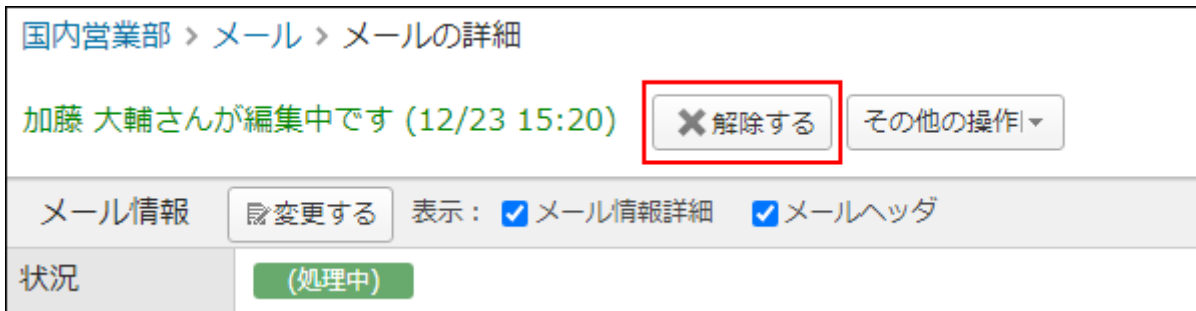 国内営業部 > メール > メールの詳細
加藤 大輔さんが編集中です (12/23 15:20) 解除する その他の操作
メール情報 変更する 表示： メール情報詳細 メールヘッダ
状況 (処理中)